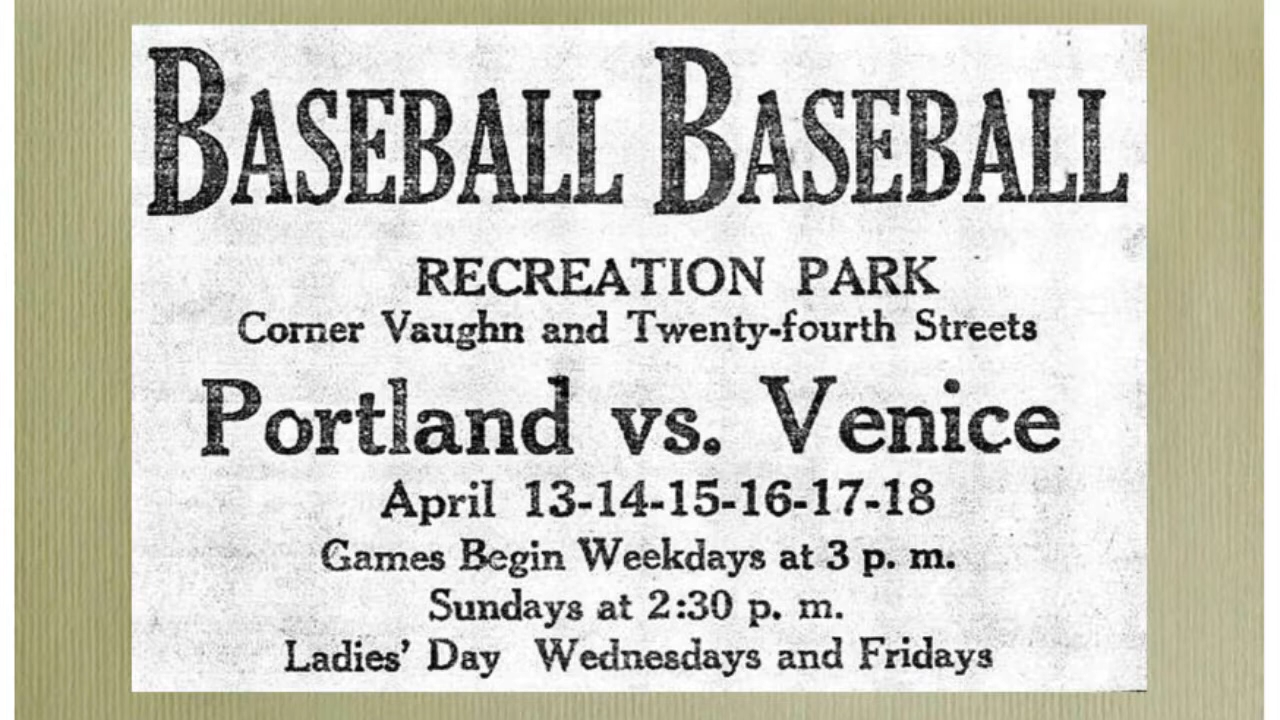 BASEBALL BASEBALL
RECREATION PARK
Corner Vaughn and Twenty-fourth Streets
Portland vs. Venice
April 13-14-15-16-17-18
Games Begin Weekdays at 3 p. m.
Sundays at 2:30 p. m.
Ladies' Day Wednesdays and Fridays